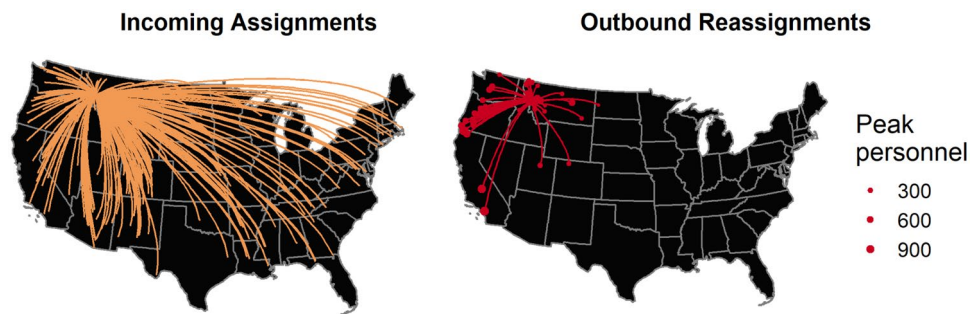 Incoming Assignments
Outbound Reassignments
Peak
personnel
300
600
900